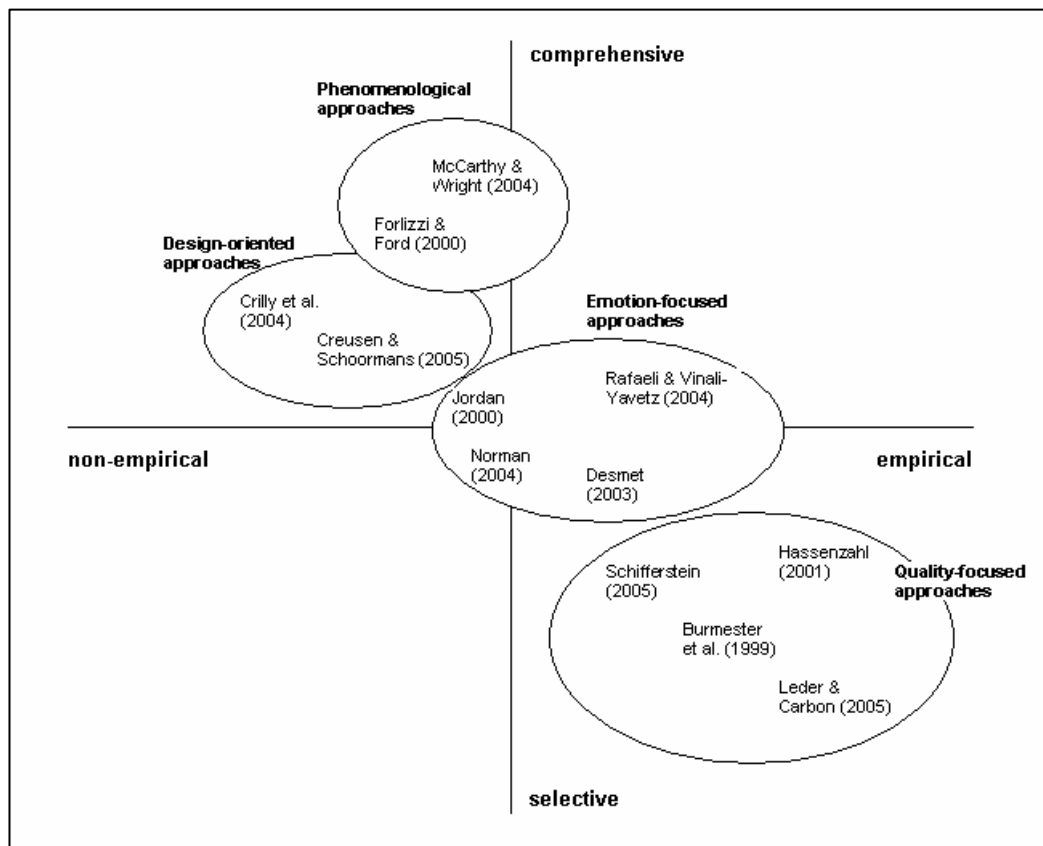 comprehensive
Phenomenological
approaches
McCarthy &
Wright (2004)
Forlizzi &
Ford (2000)
Design-oriented
approaches
Crilly et al.
(2004)
Creusen &
Schoormans (2005)
Emotion-focused
approaches
Rafaeli & Vinali-
Yavetz (2004)
Jordan
(2000)
non-empirical
empirical
Norman
(2004)
Desmet
(2003)
Hassenzahl
(2001)
Schifferstein
(2005)
Quality-focused
approaches
Burmester
et al. (1999)
Leder &
Carbon (2005)
selective